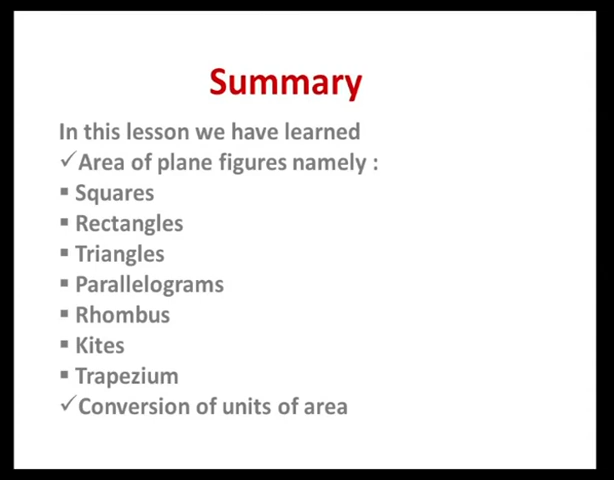 Summary
In this lesson we have learned
✓Area of plane figures namely :
▪ Squares
▪ Rectangles
▪ Triangles
▪ Parallelograms
▪ Rhombus
▪ Kites
▪ Trapezium
✓Conversion of units of area